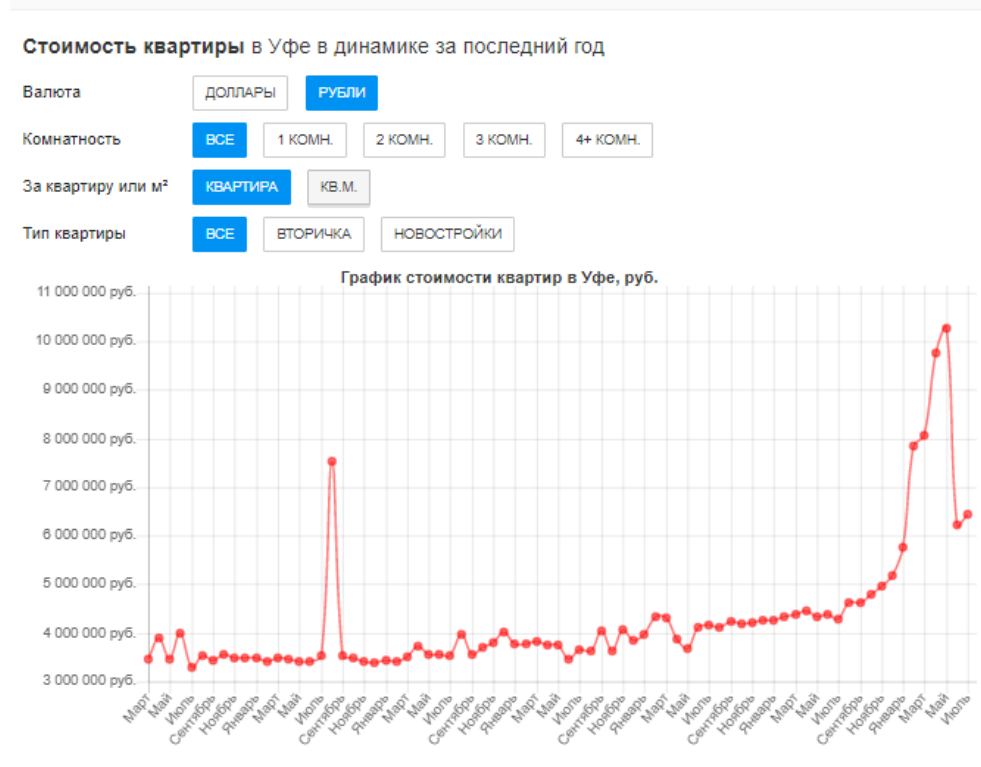 Стоимость квартиры в Уфе в динамике за последний год
Валюта ДОЛЛАРЫ РУБЛИ
Комнатность ВСЕ 1 КОМН. 2 КОМН. 3 КОМН. 4+ КОМН.
За квартиру или м² КВАРТИРА КВ.М.
Тип квартиры ВСЕ ВТОРИЧКА НОВОСТРОЙКИ
График стоимости квартир в Уфе, руб.
11 000 000 руб.
10 000 000 руб.
9 000 000 руб.
8 000 000 руб.
7 000 000 руб.
6 000 000 руб.
5 000 000 руб.
4 000 000 руб.
3 000 000 руб.
Март Май Июль Сентябрь Ноябрь Январь Март Май Июль Сентябрь Ноябрь Январь Март Май Июль Сентябрь Ноябрь Январь Март Май Июль Сентябрь Ноябрь Январь Март Май Июль Сентябрь Ноябрь Январь Март Май Июль Сентябрь Ноябрь Январь Март Май Июль